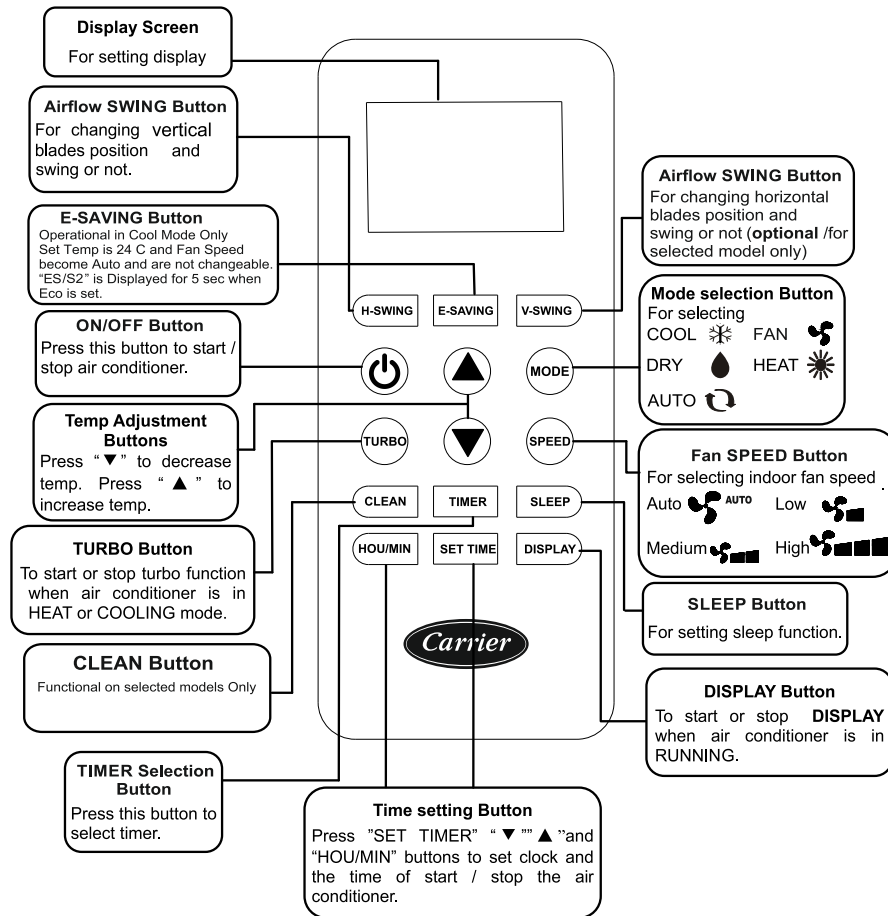 Display Screen
For setting display
Airflow SWING Button
For changing vertical
blades position and
swing or not.
E-SAVING Button
Operational in Cool Mode Only
Set Temp is 24 C and Fan Speed
become Auto and are not changeable.
“ES/S2” is Displayed for 5 sec when
Eco is set.
ON/OFF Button
Press this button to start /
stop air conditioner.
Temp Adjustment
Buttons
Press “▼” to decrease
temp. Press “ ▲ ” to
increase temp.
TURBO Button
To start or stop turbo function
when air conditioner is in
HEAT or COOLING mode.
CLEAN Button
Functional on selected models Only
TIMER Selection
Button
Press this button to
select timer.
H-SWING E-SAVING V-SWING
MODE
TURBO SPEED
CLEAN TIMER SLEEP
HOU/MIN SET TIME DISPLAY
Carrier
Airflow SWING Button
For changing horizontal
blades position and
swing or not (optional /for
selected model only)
Mode selection Button
For selecting
COOL FAN
DRY HEAT
AUTO
Fan SPEED Button
For selecting indoor fan speed .
Auto AUTO Low
Medium High
SLEEP Button
For setting sleep function.
DISPLAY Button
To start or stop DISPLAY
when air conditioner is in
RUNNING.
Time setting Button
Press ”SET TIMER” “ ▼ ”” ▲ ”and
“HOU/MIN” buttons to set clock and
the time of start / stop the air
conditioner.